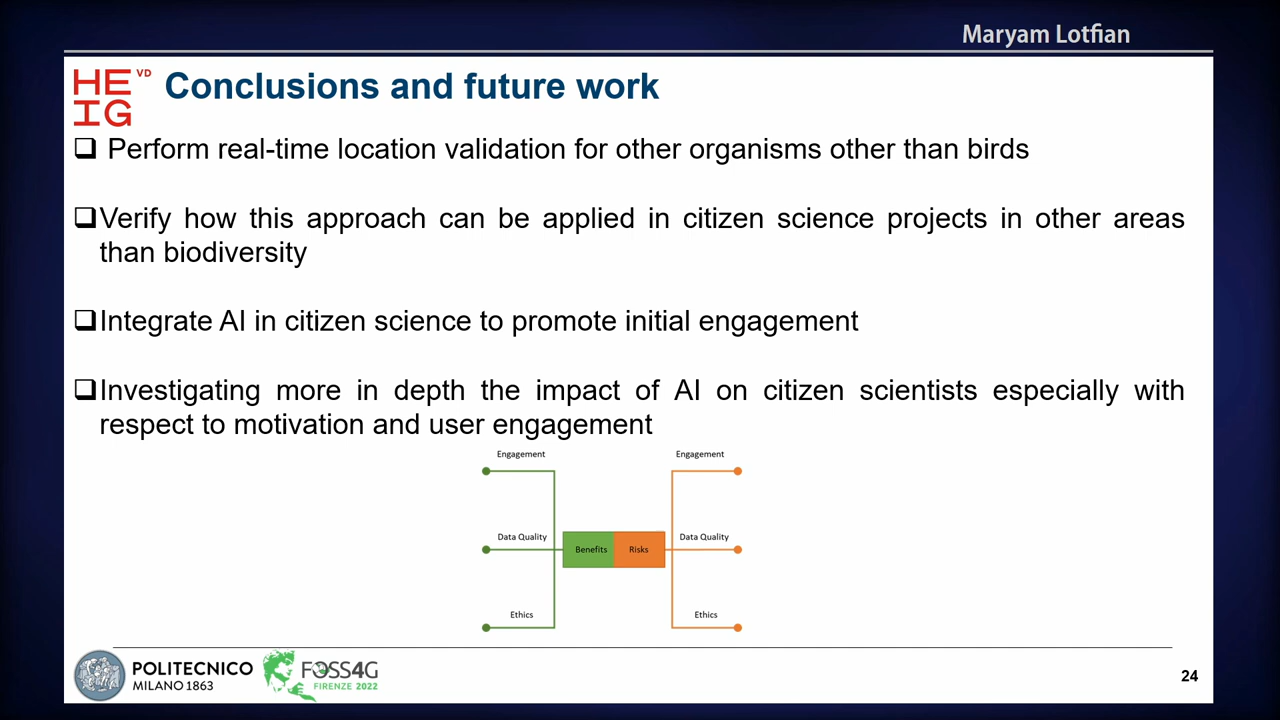 Maryam Lotfian
HE VD
IG
Conclusions and future work
Perform real-time location validation for other organisms other than birds
Verify how this approach can be applied in citizen science projects in other areas
than biodiversity
Integrate AI in citizen science to promote initial engagement
Investigating more in depth the impact of AI on citizen scientists especially with
respect to motivation and user engagement
Engagement
Engagement
Data Quality
Data Quality
Benefits
Risks
Ethics
Ethics
POLITECNICO
MILANO 1863
FOSS4G
FIRENZE 2022
24